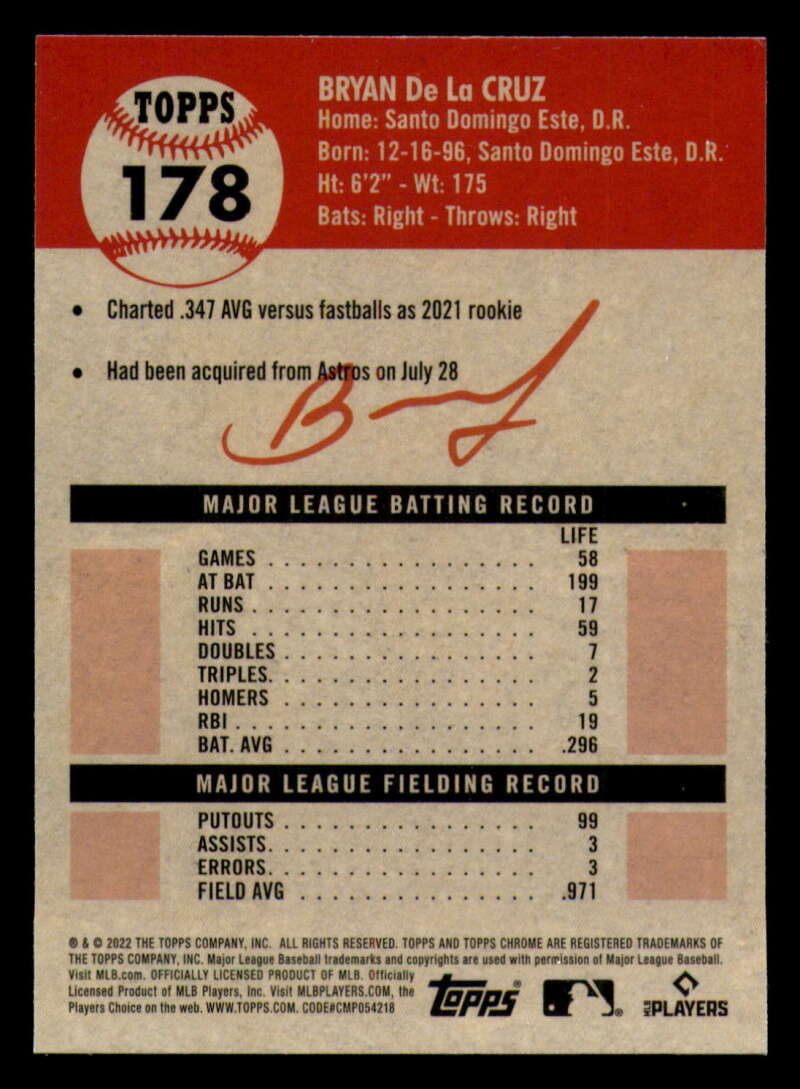 TOPPS
178
BRYAN De La CRUZ
Home: Santo Domingo Este, D.R.
Born: 12-16-96, Santo Domingo Este, D.R.
Ht: 6'2" - Wt: 175
Bats: Right - Throws: Right
• Charted .347 AVG versus fastballs as 2021 rookie
• Had been acquired from Astros on July 28
MAJOR LEAGUE BATTING RECORD
LIFE
GAMES . . . . . . . . . . . . . . . . . 58
AT BAT . . . . . . . . . . . . . . . . . 199
RUNS . . . . . . . . . . . . . . . . . . 17
HITS . . . . . . . . . . . . . . . . . . 59
DOUBLES . . . . . . . . . . . . . . . . 7
TRIPLES. . . . . . . . . . . . . . . . . 2
HOMERS . . . . . . . . . . . . . . . . 5
RBI . . . . . . . . . . . . . . . . . . . 19
BAT. AVG . . . . . . . . . . . . . . . . .296
MAJOR LEAGUE FIELDING RECORD
PUTOUTS . . . . . . . . . . . . . . . . 99
ASSISTS. . . . . . . . . . . . . . . . . 3
ERRORS. . . . . . . . . . . . . . . . . 3
FIELD AVG . . . . . . . . . . . . . . . .971
® & © 2022 THE TOPPS COMPANY, INC. ALL RIGHTS RESERVED. TOPPS AND TOPPS CHROME ARE REGISTERED TRADEMARKS OF
THE TOPPS COMPANY, INC. Major League Baseball trademarks and copyrights are used with permission of Major League Baseball.
Visit MLB.com. OFFICIALLY LICENSED PRODUCT OF MLB. Officially
Licensed Product of MLB Players, Inc. Visit MLBPLAYERS.COM, the
Players Choice on the web. WWW.TOPPS.COM. CODE#CMP054218
topps®
MLB PLAYERS